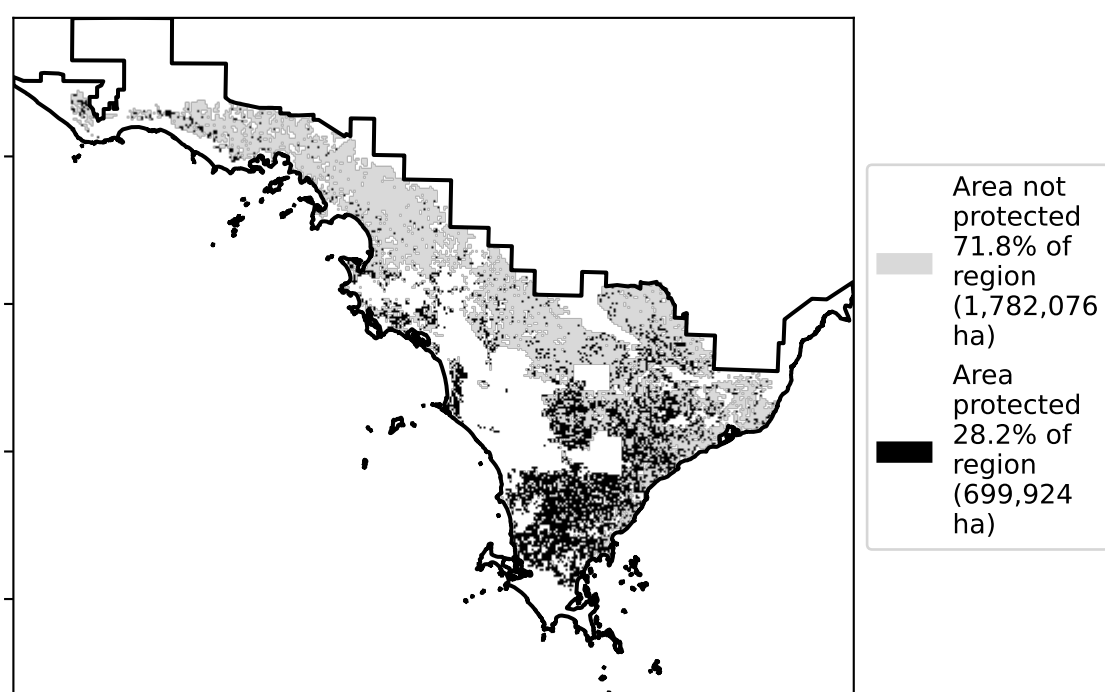 Area not
protected
71.8% of
region
(1,782,076
ha)
Area
protected
28.2% of
region
(699,924
ha)